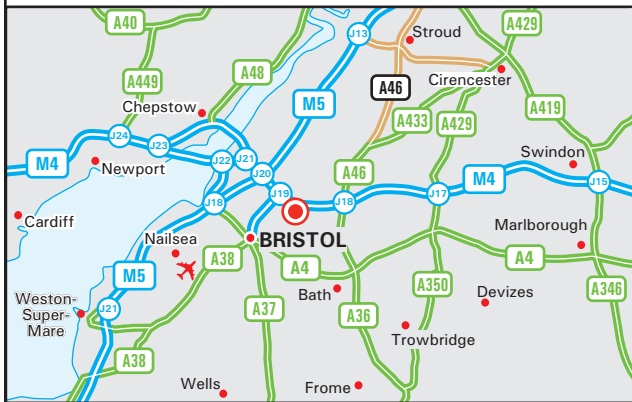 A40
J13
Stroud
A429
A449
A48
M5
A46
Cirencester
Chepstow
A433
A429
A419
J24
J23
J22
J21
J20
A46
Swindon
M4
Newport
J19
J18
J17
M4
J15
J18
Cardiff
Nailsea
BRISTOL
Marlborough
A38
A4
A4
M5
A350
Devizes
Weston-
Super-
Mare
J21
Bath
A37
A36
A346
Trowbridge
A38
Wells
Frome